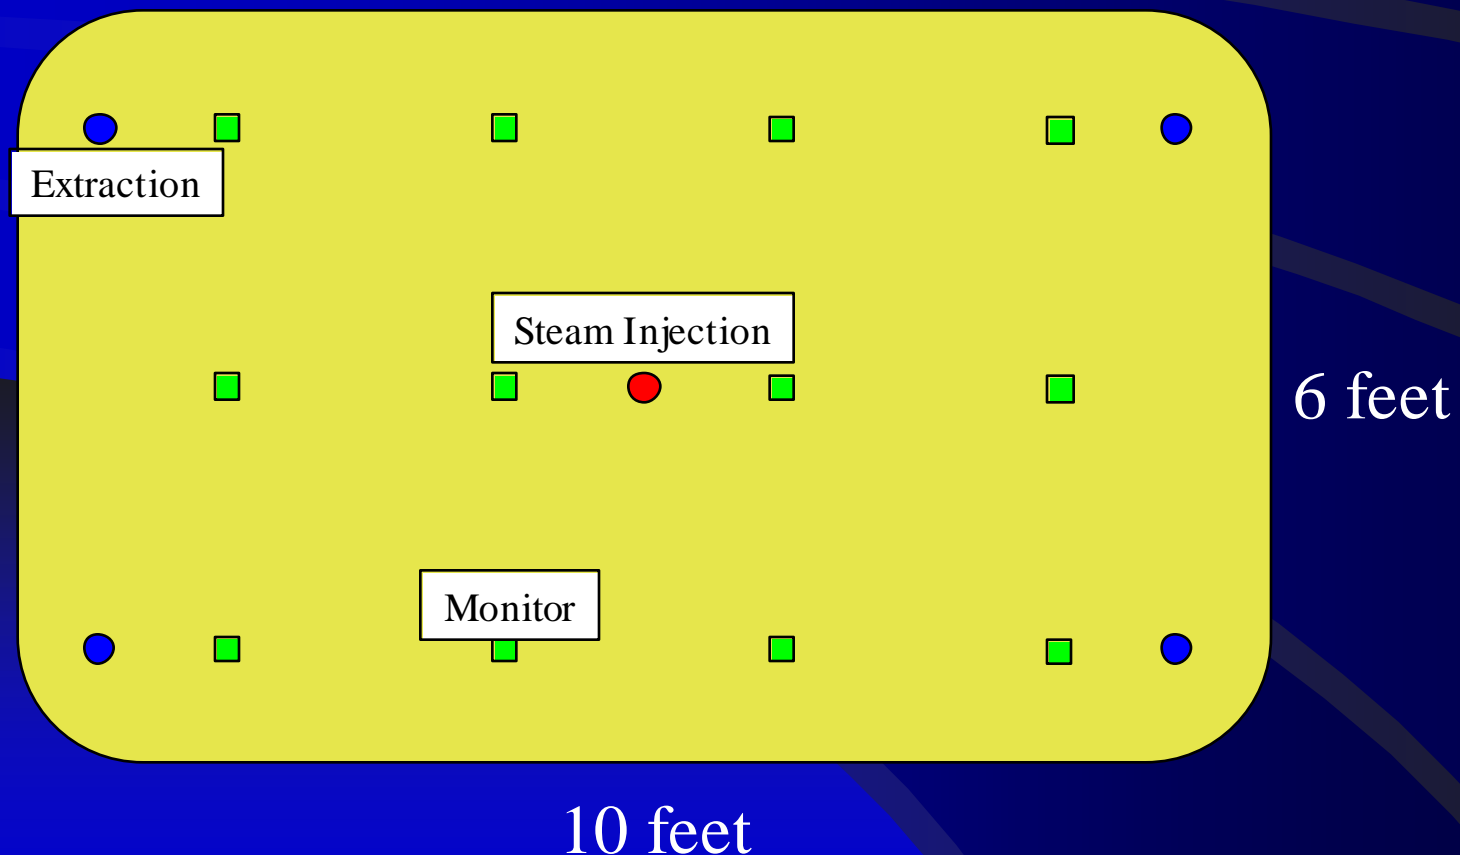 Extraction
Steam Injection
6 feet
Monitor
10 feet